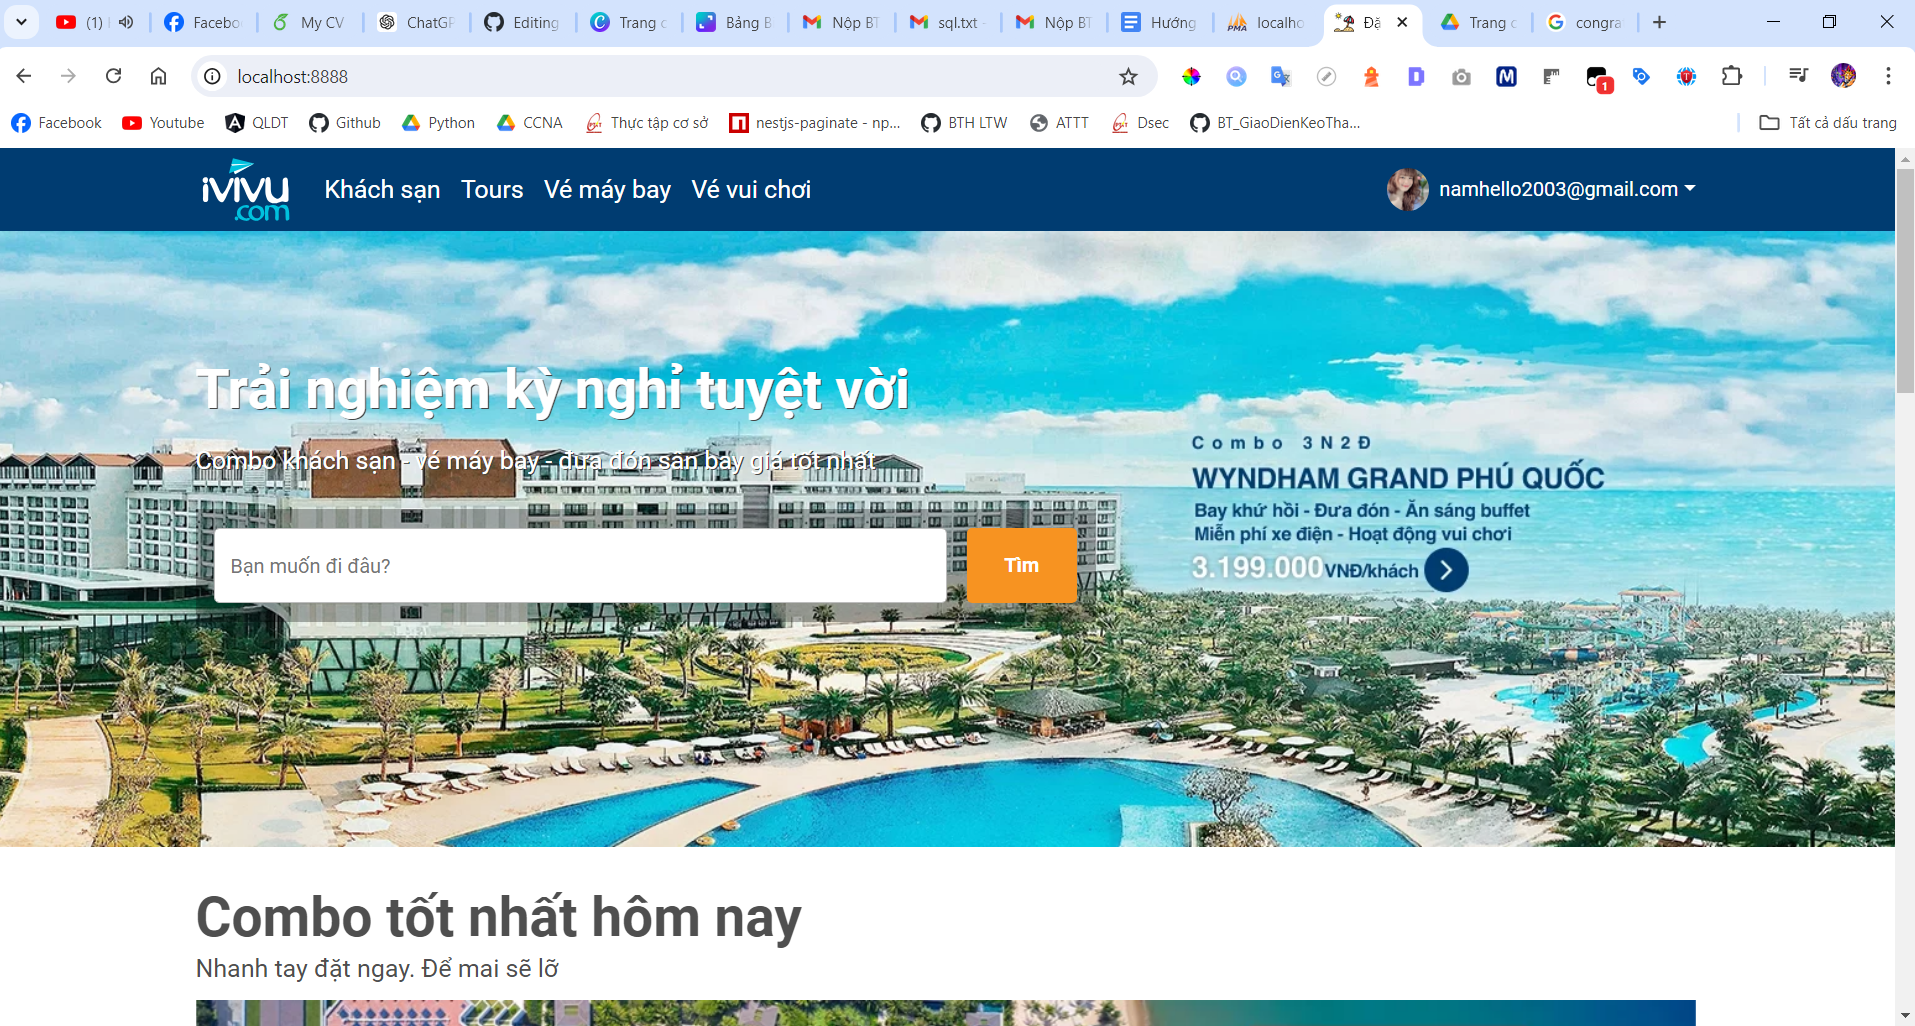 (1)
Facebo
My CV
ChatGP
Editing
Trang c
Bảng B
Nộp BT
sql.txt -
Nộp BT
Hướng
PMA
localho
Đặ
Trang c
congra
localhost:8888
1
Facebook
Youtube
QLDT
Github
Python
CCNA
Thực tập cơ sở
nestjs-paginate - np...
BTH LTW
ATTT
Dsec
BT_GiaoDienKeoTha...
Tất cả dấu trang
iVIVU
.com
Khách sạn
Tours
Vé máy bay
Vé vui chơi
namhello2003@gmail.com
Trải nghiệm kỳ nghỉ tuyệt vời
Combo khách sạn - vé máy bay - đưa đón sân bay giá tốt nhất
Bạn muốn đi đâu?
Tìm
Combo 3N2Đ
WYNDHAM GRAND PHÚ QUỐC
Bay khứ hồi - Đưa đón - Ăn sáng buffet
Miễn phí xe điện - Hoạt động vui chơi
3.199.000VNĐ/khách
Combo tốt nhất hôm nay
Nhanh tay đặt ngay. Để mai sẽ lỡ